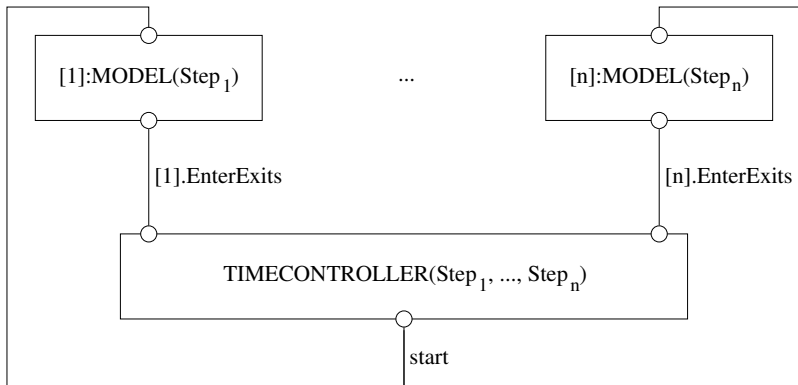 [1]:MODEL(Step1) ... [n]:MODEL(Stepn)
[1].EnterExits [n].EnterExits
TIMECONTROLLER(Step1, ..., Stepn)
start